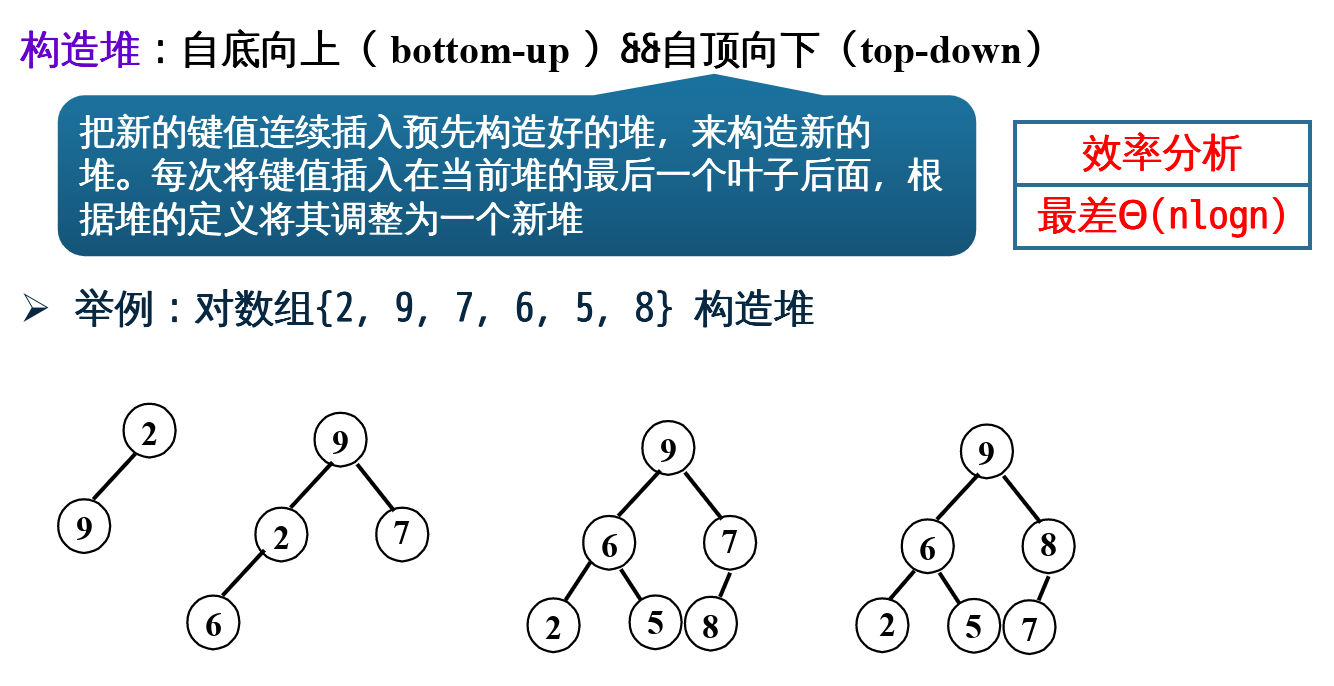 构造堆：自底向上（ bottom-up ）&&自顶向下（top-down）
把新的键值连续插入预先构造好的堆，来构造新的
堆。每次将键值插入在当前堆的最后一个叶子后面，根
据堆的定义将其调整为一个新堆
效率分析
最差Θ(nlogn)
举例：对数组{2, 9, 7, 6, 5, 8} 构造堆
2
9
9
2 7
6
9
6 7
2 5 8
9
6 8
2 5 7